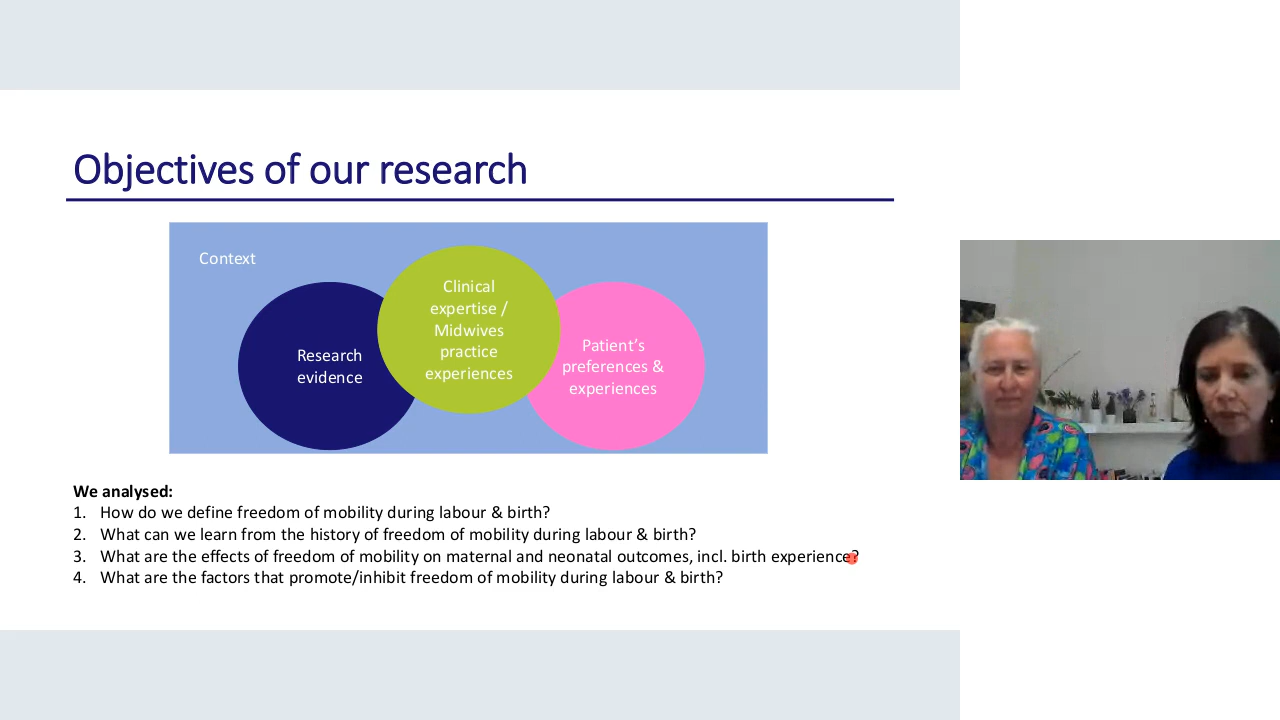 Objectives of our research
Context
Research
evidence
Clinical
expertise /
Midwives
practice
experiences
Patient’s
preferences &
experiences
We analysed:
1. How do we define freedom of mobility during labour & birth?
2. What can we learn from the history of freedom of mobility during labour & birth?
3. What are the effects of freedom of mobility on maternal and neonatal outcomes, incl. birth experience?
4. What are the factors that promote/inhibit freedom of mobility during labour & birth?